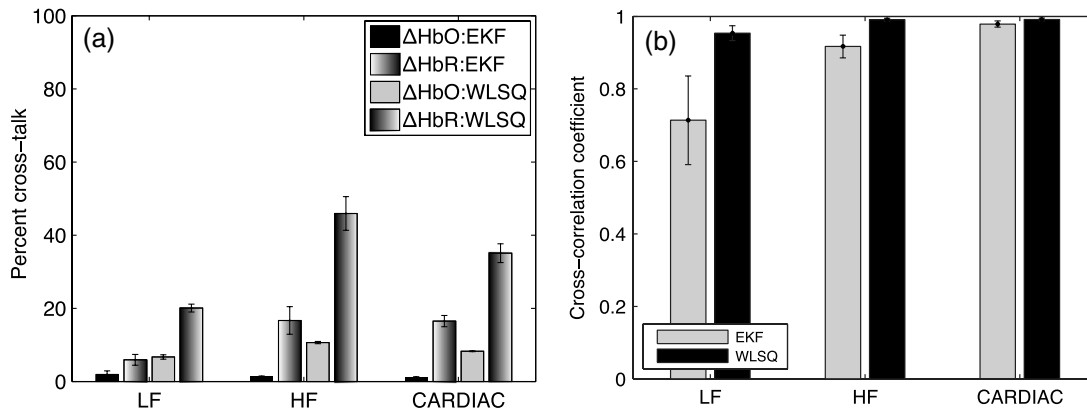 (a)
100
80
60
40
20
0
Percent cross-talk
ΔHbO:EKF
ΔHbR:EKF
ΔHbO:WLSQ
ΔHbR:WLSQ
LF HF CARDIAC
(b)
1
0.8
0.6
0.4
0.2
0
Cross-correlation coefficient
EKF
WLSQ
LF HF CARDIAC